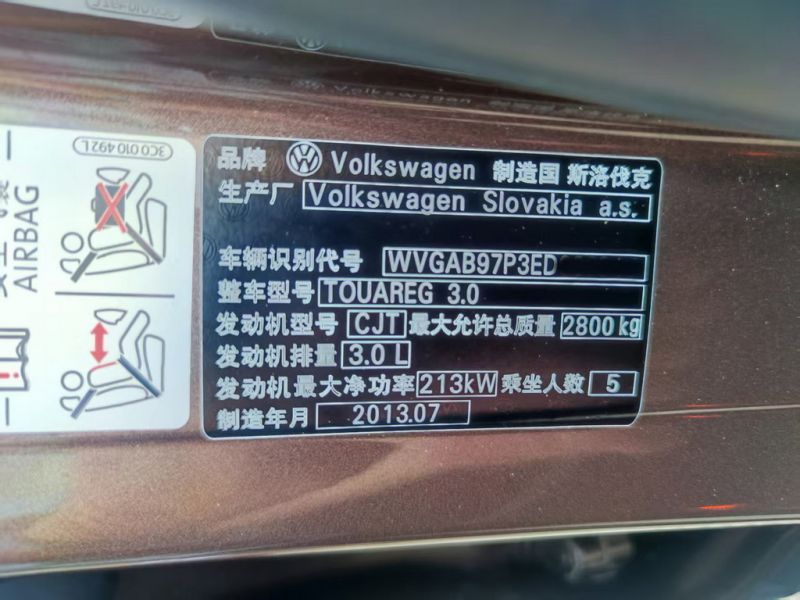 3C0 010 492L
AIRBAG
品牌 Volkswagen 制造国 斯洛伐克
生产厂 Volkswagen Slovakia a.s.
车辆识别代号 WVGAB97P3ED
整车型号 TOUAREG 3.0
发动机型号 CJT 最大允许总质量 2800 kg
发动机排量 3.0 L
发动机最大净功率 213kW 乘坐人数 5
制造年月 2013.07